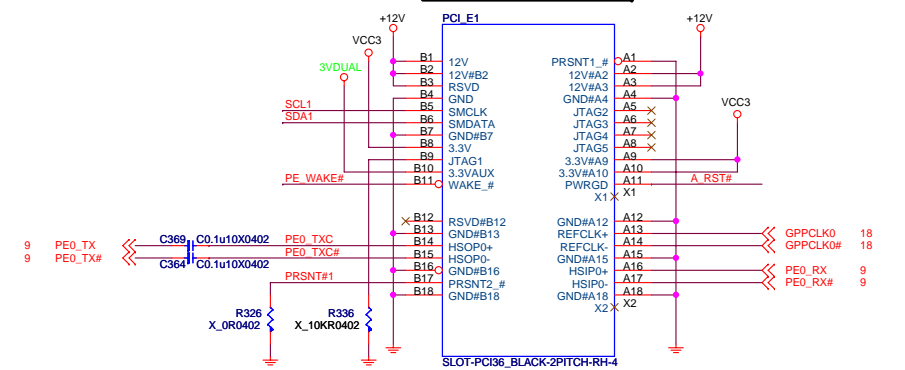 PCI_E1
+12V
+12V
VCC3
3VDUAL
VCC3
B1 12V PRSNT1_# A1
B2 12V#B2 12V#A2 A2
B3 RSVD 12V#A3 A3
B4 GND GND#A4 A4
SCL1 B5 SMCLK JTAG2 A5
SDA1 B6 SMDATA JTAG3 A6
B7 GND#B7 JTAG4 A7
B8 3.3V JTAG5 A8
B9 JTAG1 3.3V#A9 A9
B10 3.3VAUX 3.3V#A10 A10
PE_WAKE# B11 WAKE_# PWRGD A11 A_RST#
X1 X1
B12 RSVD#B12 GND#A12 A12
B13 GND#B13 REFCLK+ A13 GPPCLK0 18
9 PE0_TX C369 C0.1u10X0402 PE0_TXC B14 HSOP0+ REFCLK- A14 GPPCLK0# 18
9 PE0_TX# C364 C0.1u10X0402 PE0_TXC# B15 HSOP0- GND#A15 A15
B16 GND#B16 HSIP0+ A16 PE0_RX 9
PRSNT#1 B17 PRSNT2_# HSIP0- A17 PE0_RX# 9
B18 GND#B18 GND#A18 A18
X2 X2
R326
X_0R0402
R336
X_10KR0402
SLOT-PCI36_BLACK-2PITCH-RH-4